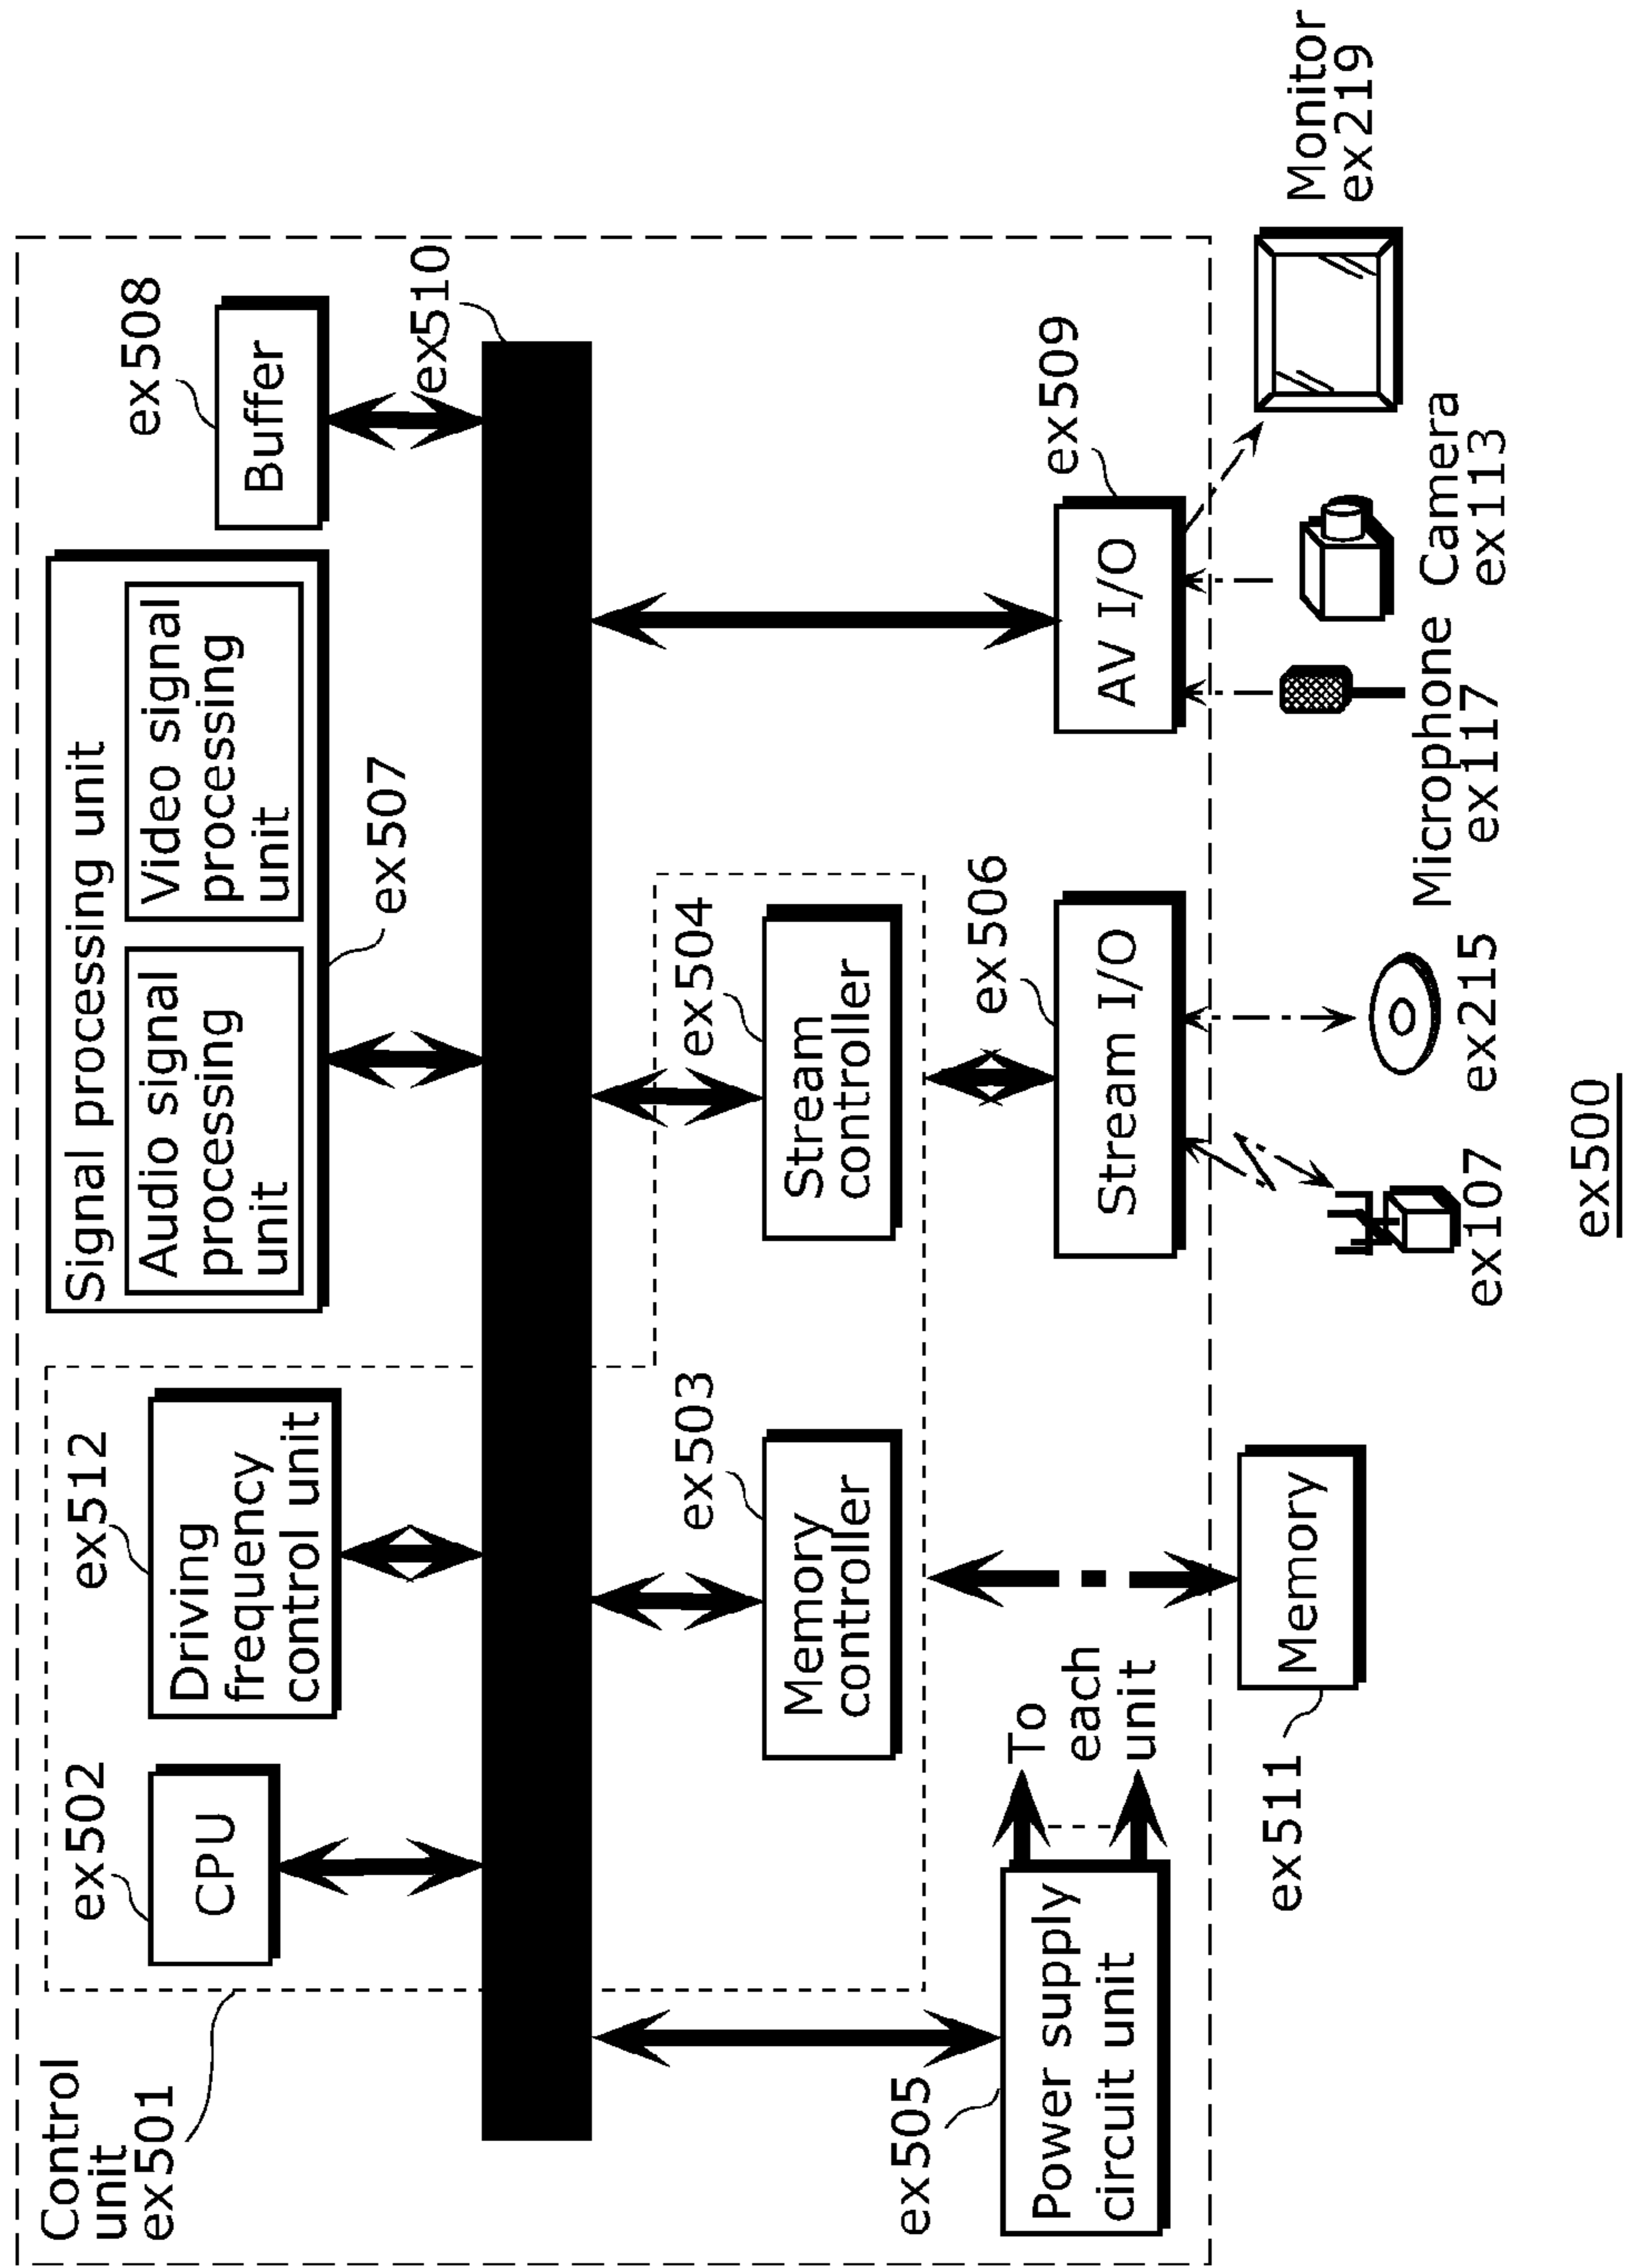 Control
unit
ex501
ex502
CPU
ex512
Driving
frequency
control unit
Signal processing unit
Audio signal
processing
unit
Video signal
processing
unit
ex507
ex508
Buffer
ex510
ex503
Memory
controller
ex504
Stream
controller
ex505
Power supply
circuit unit
To
each
unit
ex506
Stream I/O
ex509
AV I/O
ex511
Memory
ex107
ex215
Microphone
ex117
Camera
ex113
Monitor
ex219
ex500